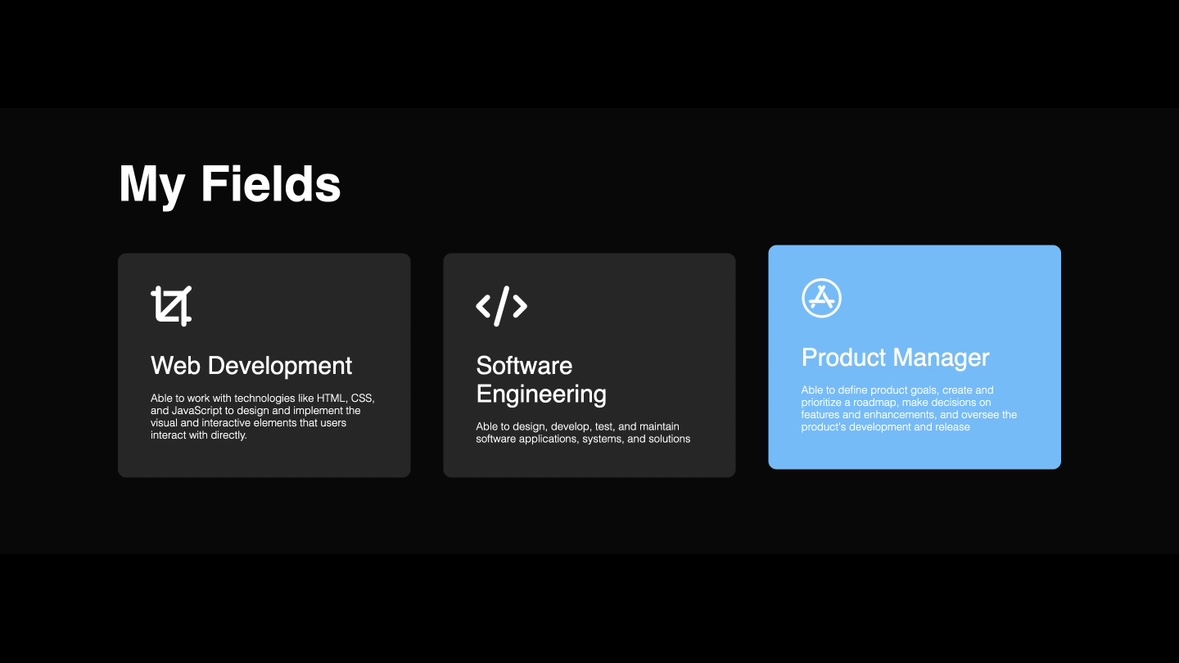 My Fields
Web Development
Able to work with technologies like HTML, CSS,
and JavaScript to design and implement the
visual and interactive elements that users
interact with directly.
Software
Engineering
Able to design, develop, test, and maintain
software applications, systems, and solutions
Product Manager
Able to define product goals, create and
prioritize a roadmap, make decisions on
features and enhancements, and oversee the
product's development and release